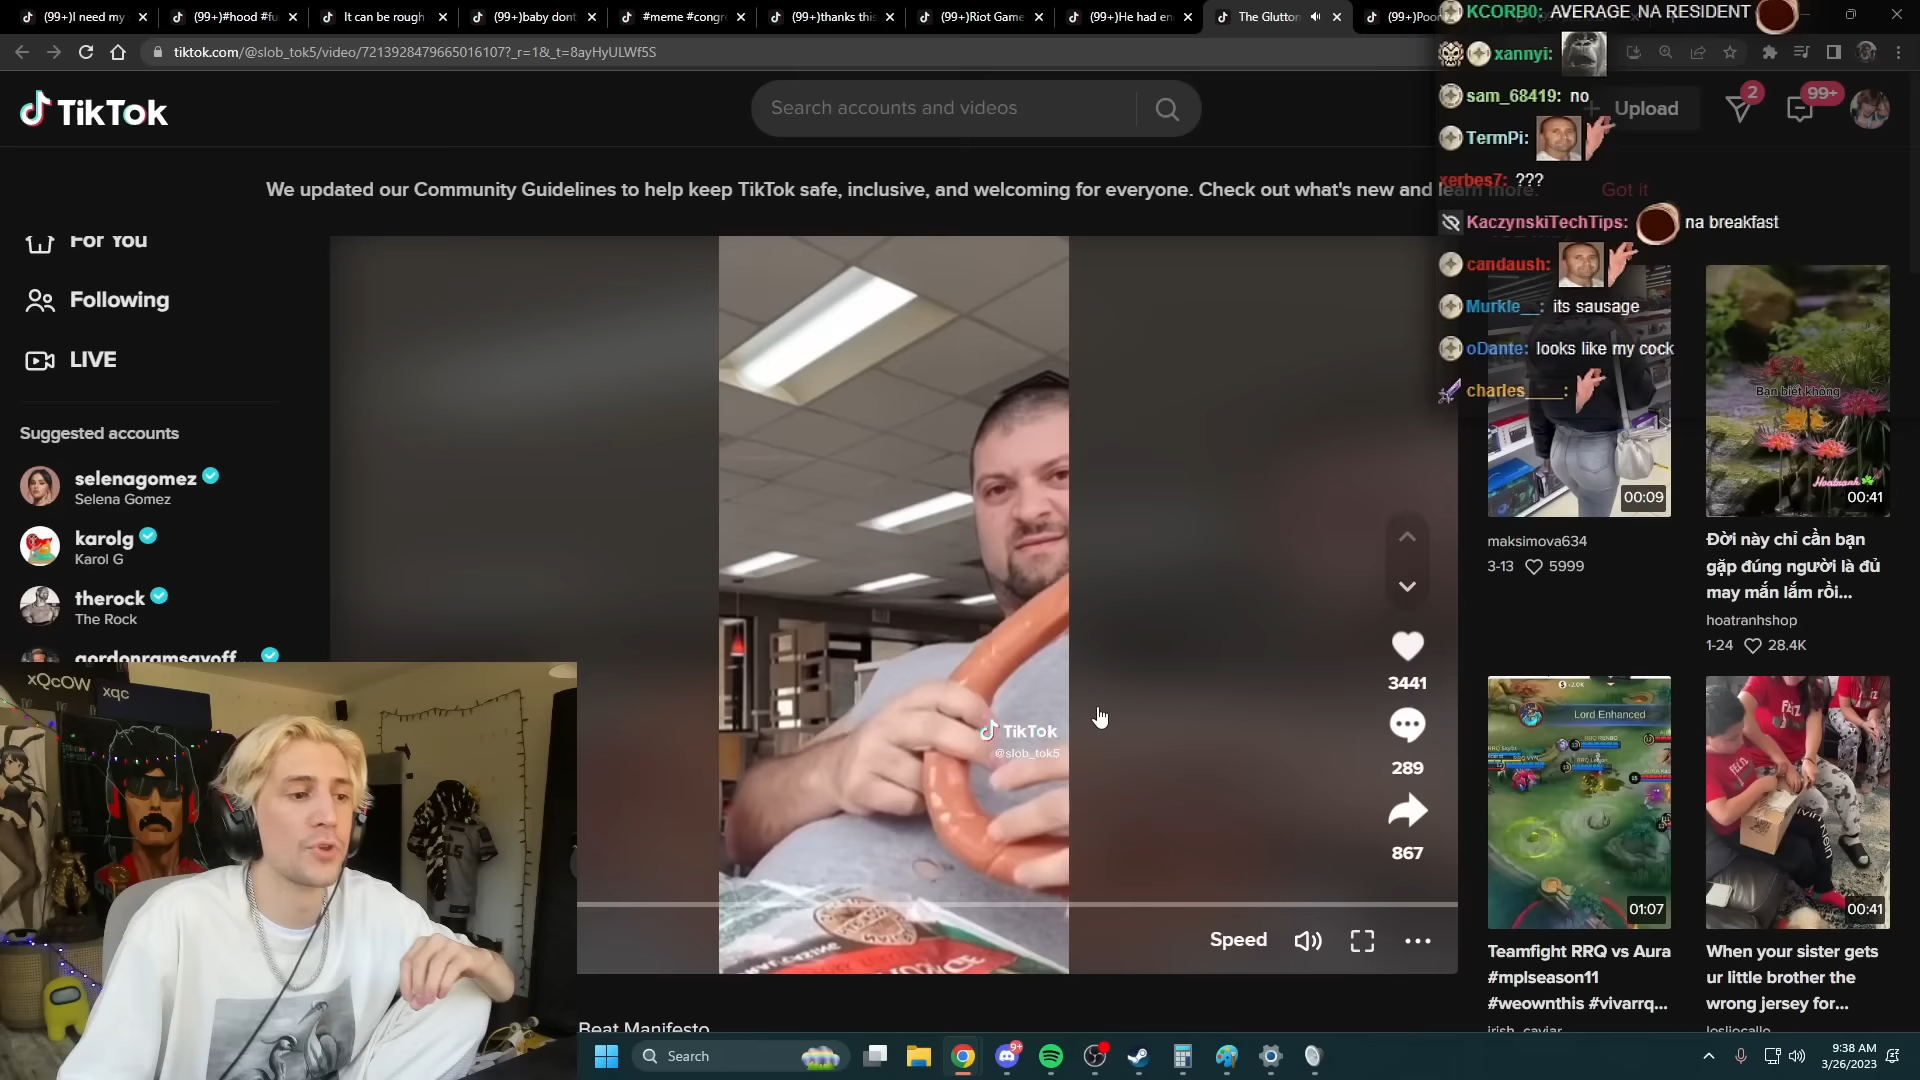 (99+)I need my
(99+)#hood #fu
It can be rough
(99+)baby dont
#meme #congr
(99+)thanks this
(99+)Riot Game
(99+)He had en
The Glutton
(99+)Poor
tiktok.com/@slob_tok5/video/7213928479665016107?_r=1&_t=8ayHyULWf5S
KCORB0: AVERAGE NA RESIDENT
xannyi:
sam_68419: no
TermPi:
xerbes7: ???
KaczynskiTechTips: na breakfast
candaush:
Murkle__: its sausage
oDante: looks like my cock
charles____:
TikTok
Search accounts and videos
Upload
2
99+
We updated our Community Guidelines to help keep TikTok safe, inclusive, and welcoming for everyone. Check out what's new and learn more.
Got it
For You
Following
LIVE
Suggested accounts
selenagomez
Selena Gomez
karolg
Karol G
therock
The Rock
gordonramsayoff...
xQcOW
xqc
TikTok
@slob_tok5
3441
289
867
Speed
Beat Manifesto
00:09
maksimova634
3-13 5999
Bạn biết không
Hoatranh
00:41
Đời này chỉ cần bạn
gặp đúng người là đủ
may mắn lắm rồi...
hoatranhshop
1-24 28.4K
Lord Enhanced
01:07
Teamfight RRQ vs Aura
#mplseason11
#weownthis #vivarrq...
irish_caviar
00:41
When your sister gets
ur little brother the
wrong jersey for...
losliocallo
Search
9+
9:38 AM
3/26/2023